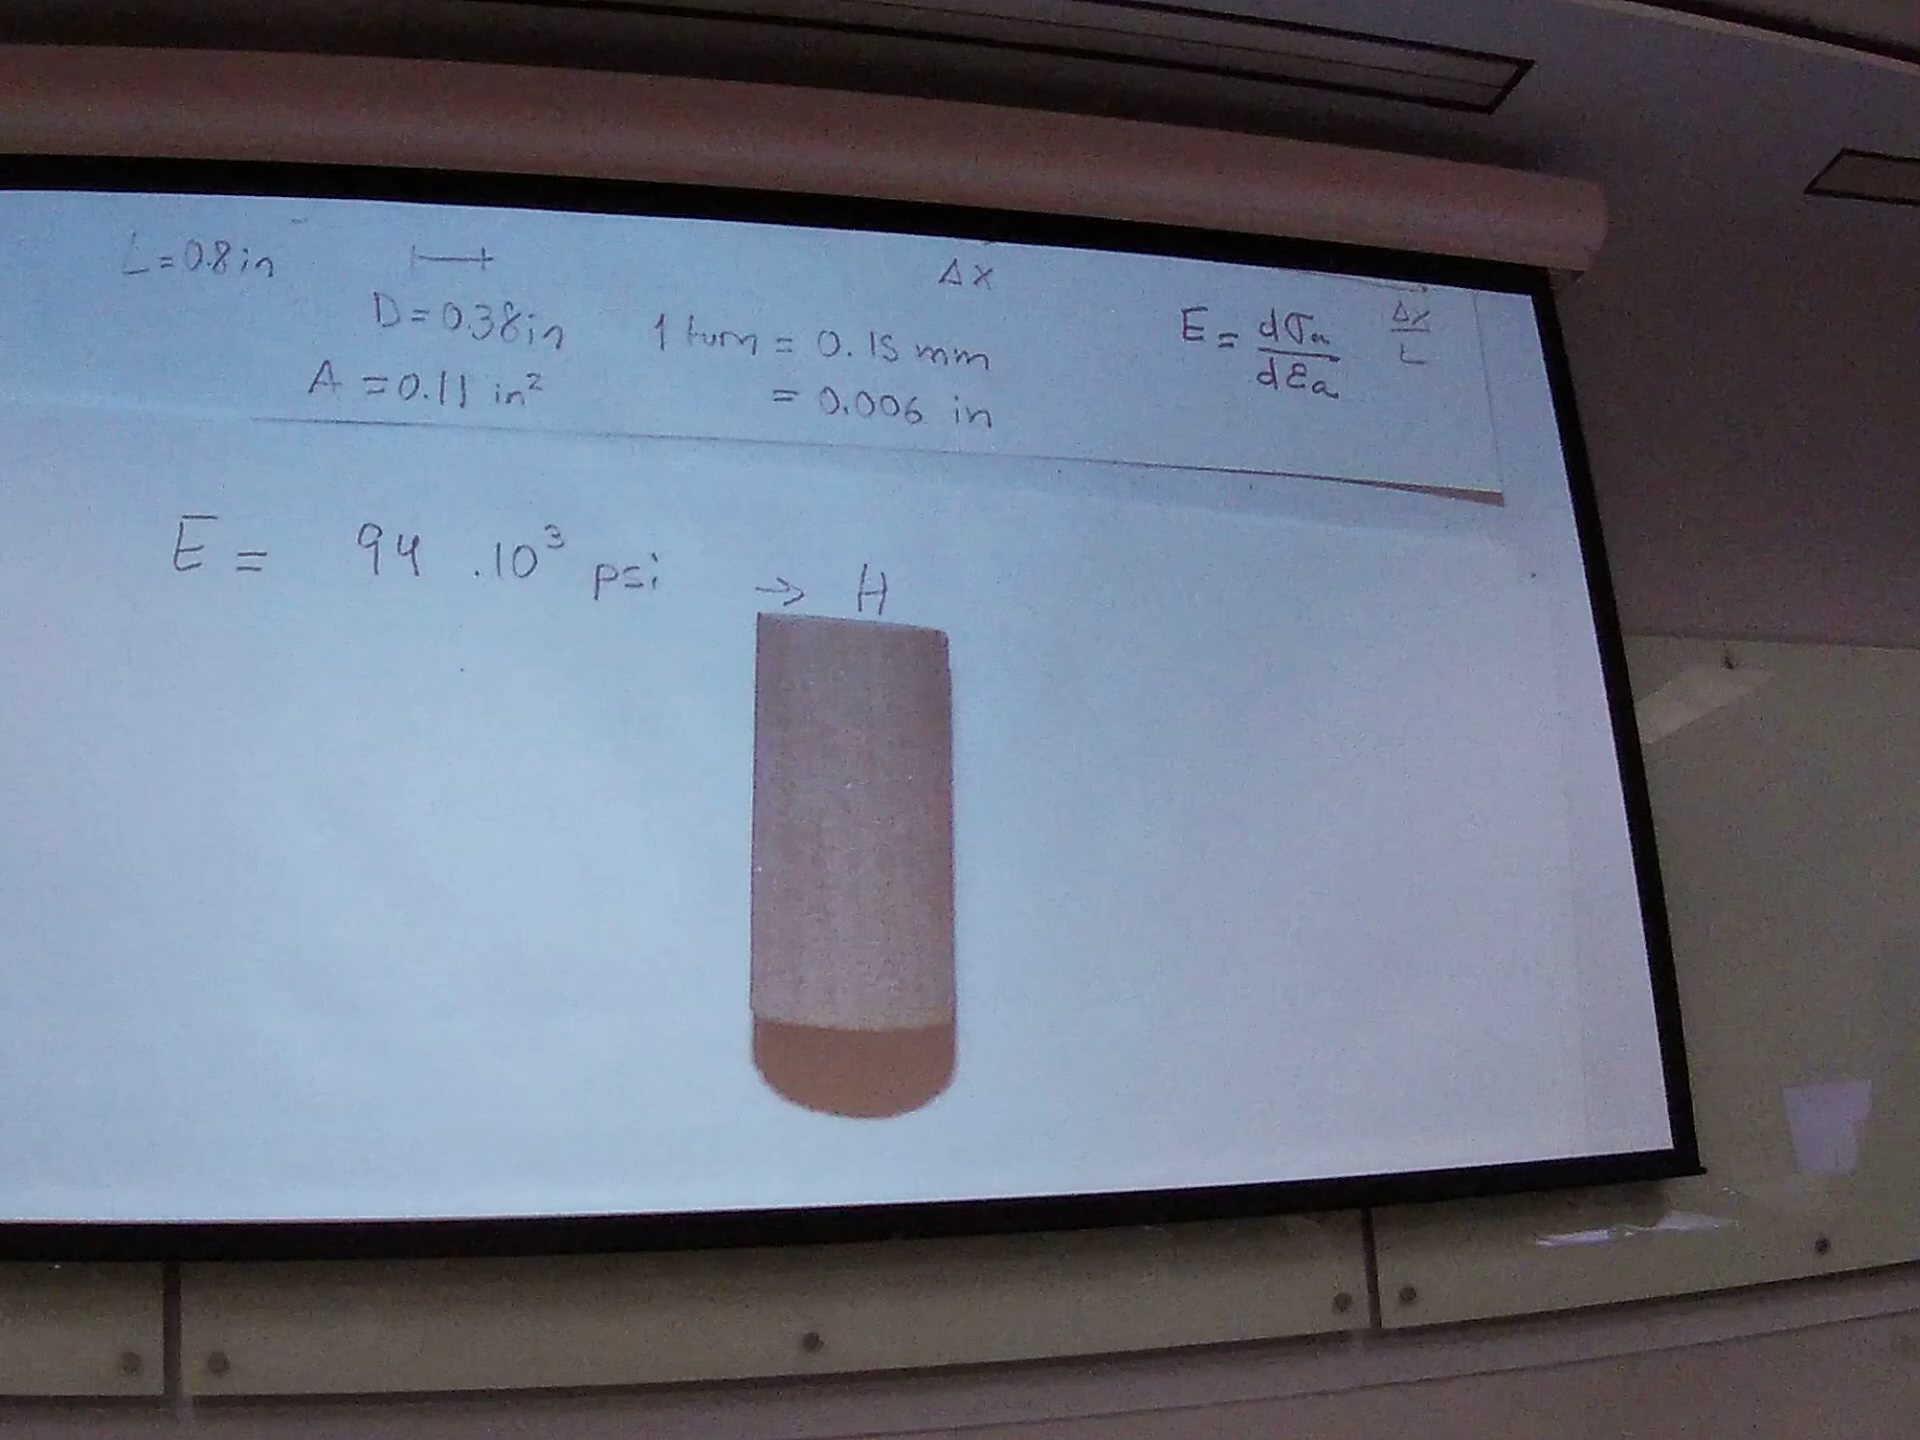 L=0.8in
ΔX
D=0.38in
1 turn = 0.15 mm
E = dσa/dεa
ΔX/L
A =0.11 in²
= 0.006 in
E = 94 .10³ psi → H